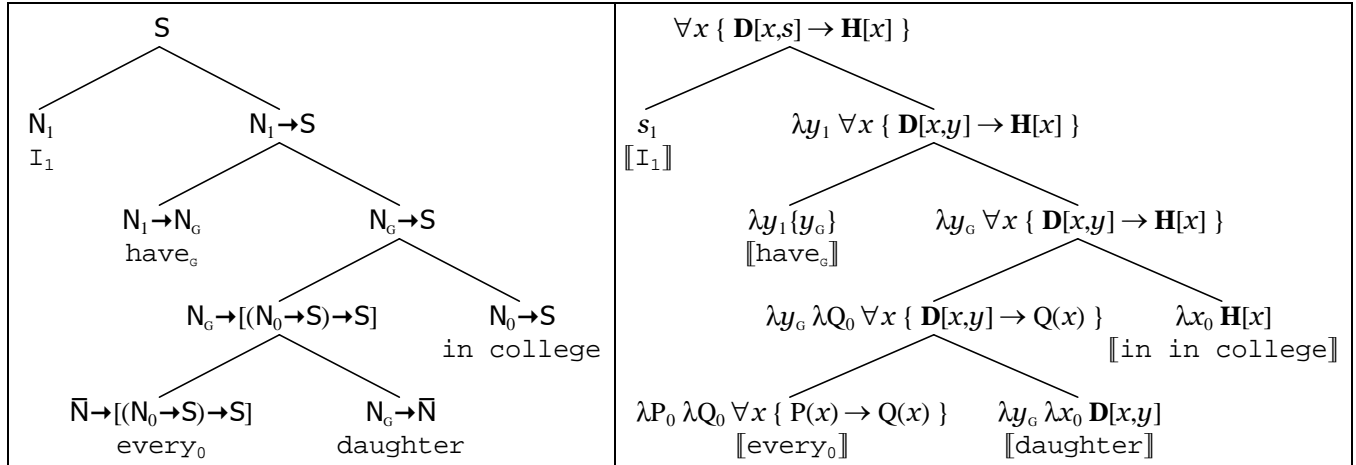 S
∀x { D[x,s] → H[x] }
N₁ N₁→S
I₁
s₁ λy₁ ∀x { D[x,y] → H[x] }
⟦I₁⟧
N₁→N_G N_G→S
have_G
λy₁{y_G} λy_G ∀x { D[x,y] → H[x] }
⟦have_G⟧
N_G→[(N₀→S)→S] N₀→S
in college
λy_G λQ₀ ∀x { D[x,y] → Q(x) } λx₀ H[x]
⟦in in college⟧
N̄→[(N₀→S)→S] N_G→N̄
every₀ daughter
λP₀ λQ₀ ∀x { P(x) → Q(x) } λy_G λx₀ D[x,y]
⟦every₀⟧ ⟦daughter⟧